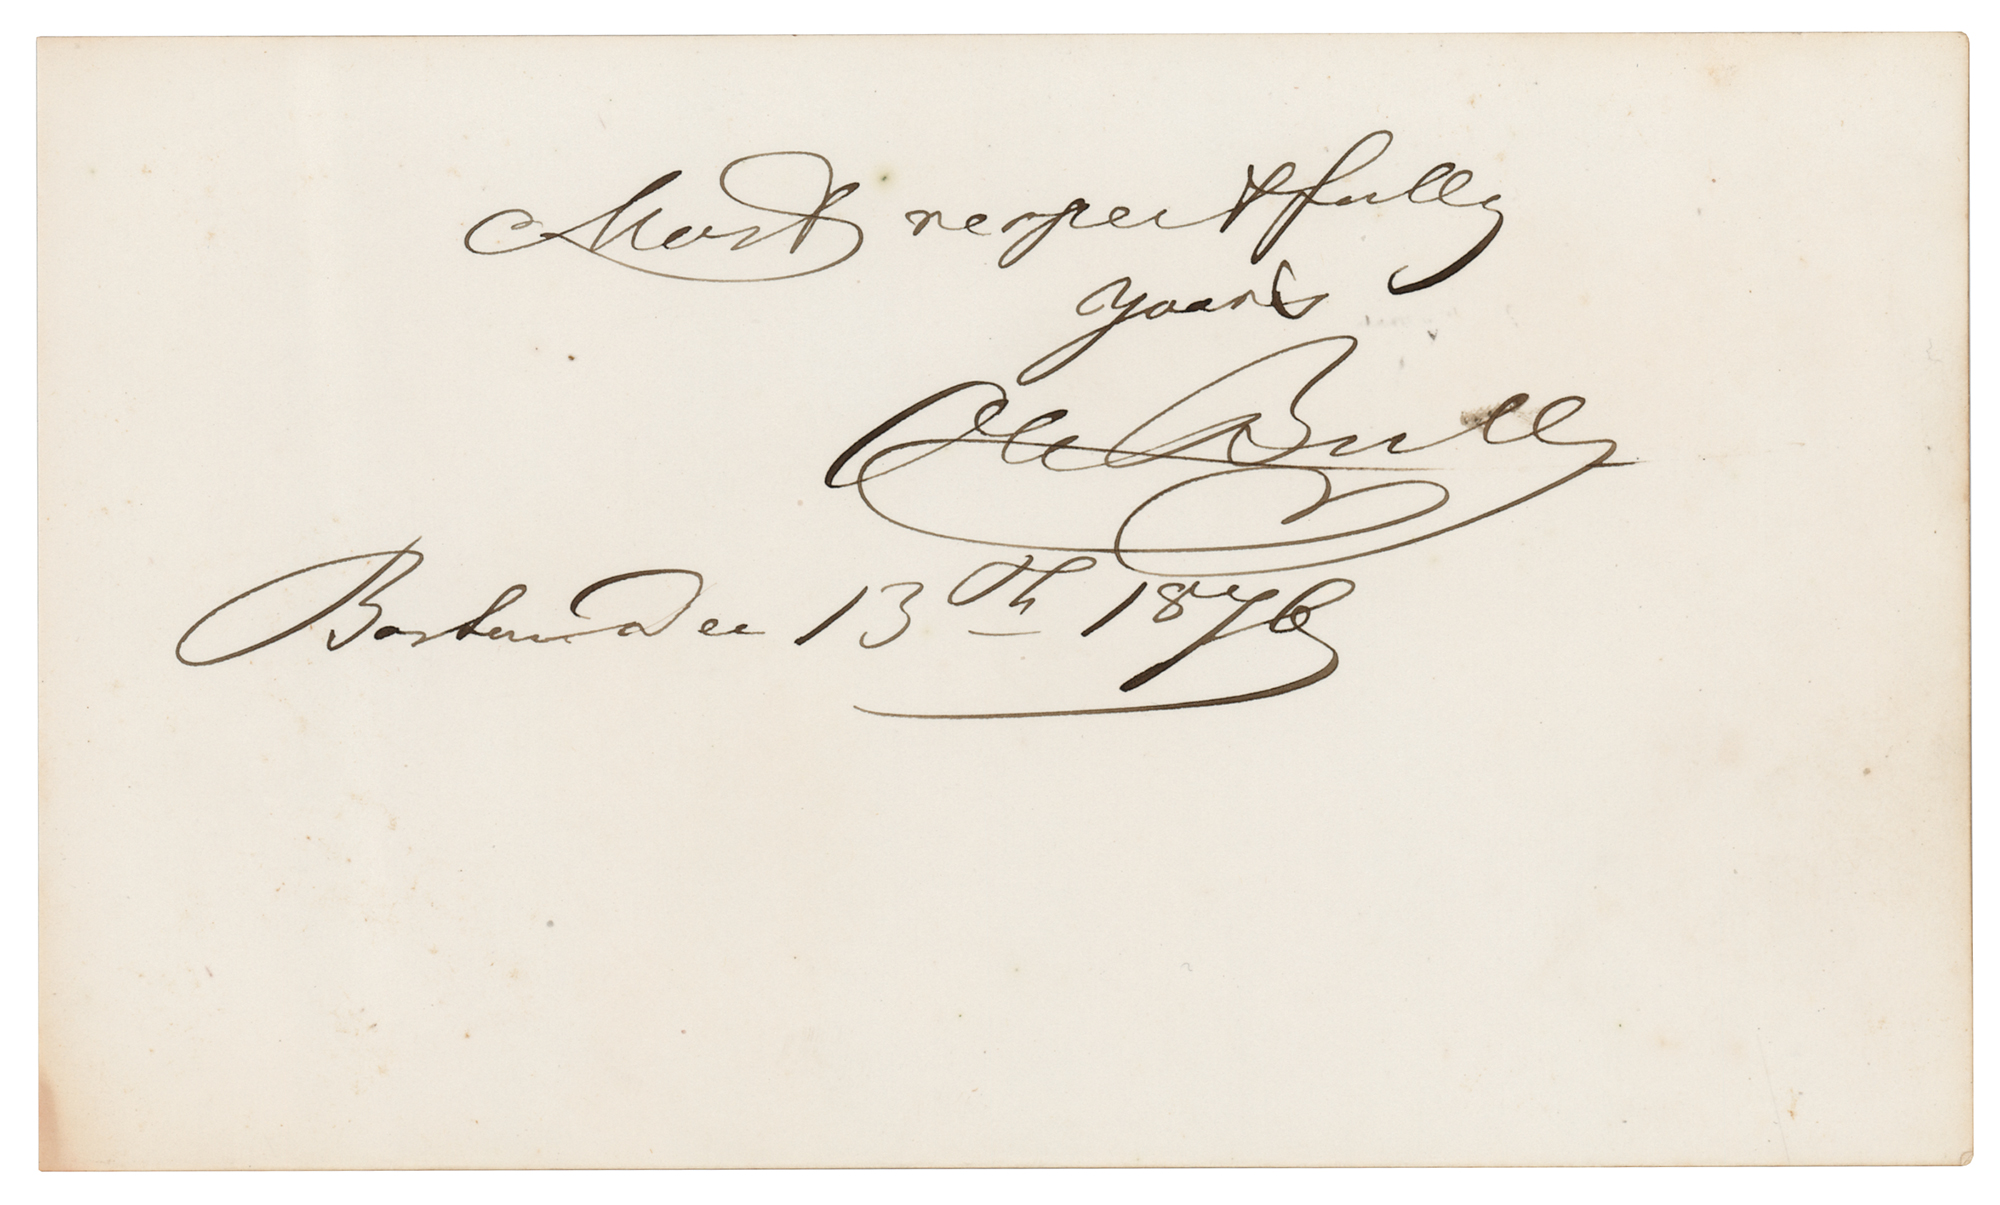 Most respectfully
yours
Ole Bull
Boston Dec 13th 1876